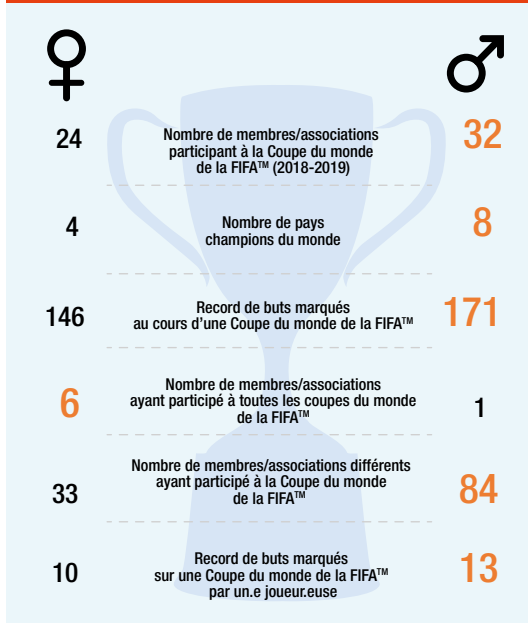 ♀ ♂
24
Nombre de membres/associations
participant à la Coupe du monde
de la FIFA™ (2018-2019)
32
4
Nombre de pays
champions du monde
8
146
Record de buts marqués
au cours d’une Coupe du monde de la FIFA™
171
6
Nombre de membres/associations
ayant participé à toutes les coupes du monde
de la FIFA™
1
33
Nombre de membres/associations différents
ayant participé à la Coupe du monde
de la FIFA™
84
10
Record de buts marqués
sur une Coupe du monde de la FIFA™
par un.e joueur.euse
13